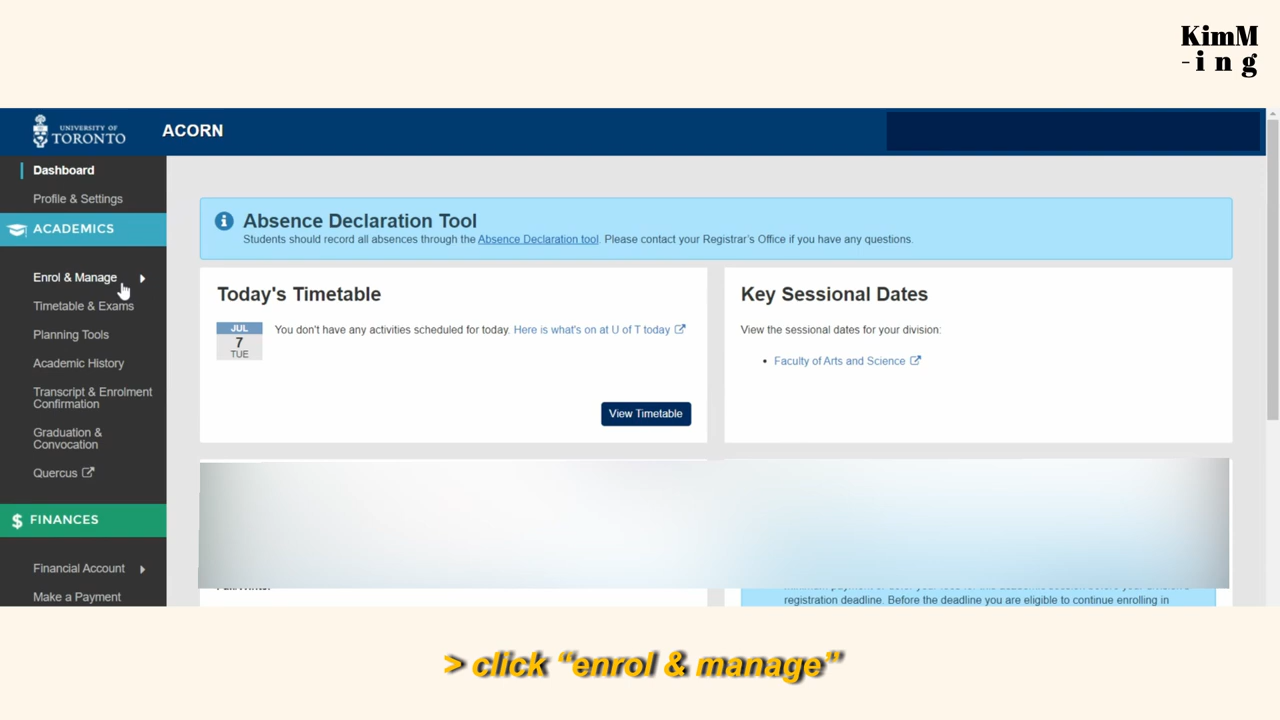 KimM
-ing
UNIVERSITY OF
TORONTO
ACORN
Dashboard
Profile & Settings
ACADEMICS
Enrol & Manage
Timetable & Exams
Planning Tools
Academic History
Transcript & Enrolment
Confirmation
Graduation &
Convocation
Quercus
$ FINANCES
Financial Account
Make a Payment
Absence Declaration Tool
Students should record all absences through the Absence Declaration tool. Please contact your Registrar's Office if you have any questions.
Today's Timetable
JUL
7
TUE
You don't have any activities scheduled for today. Here is what's on at U of T today
View Timetable
Key Sessional Dates
View the sessional dates for your division:
• Faculty of Arts and Science
registration deadline. Before the deadline you are eligible to continue enrolling in
> click “enrol & manage”